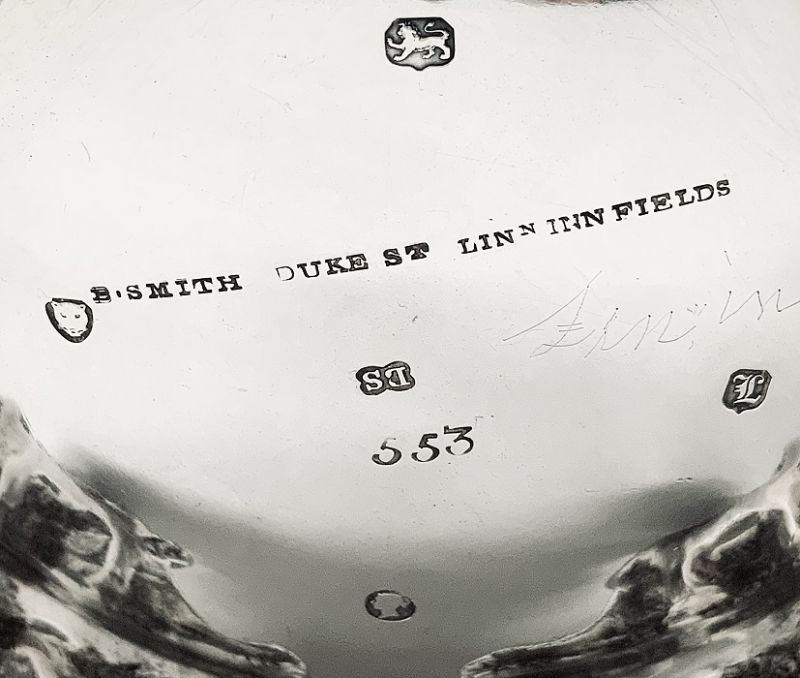 B·SMITH DUKE ST LINN INN FIELDS
L
553